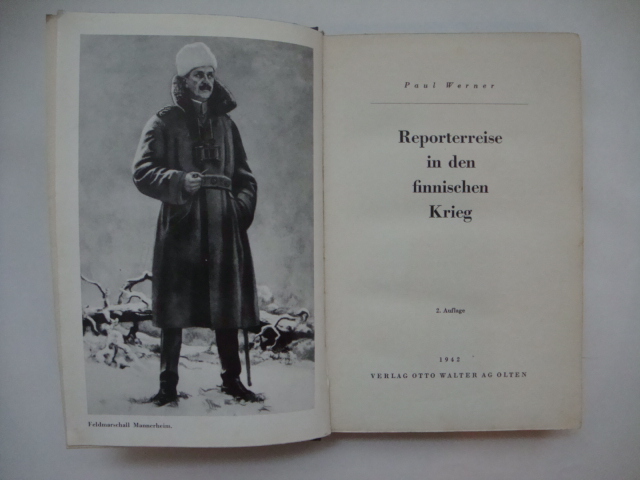 Feldmarschall Mannerheim.
Paul Werner
Reporterreise
in den
finnischen
Krieg
2. Auflage
1942
VERLAG OTTO WALTER AG OLTEN